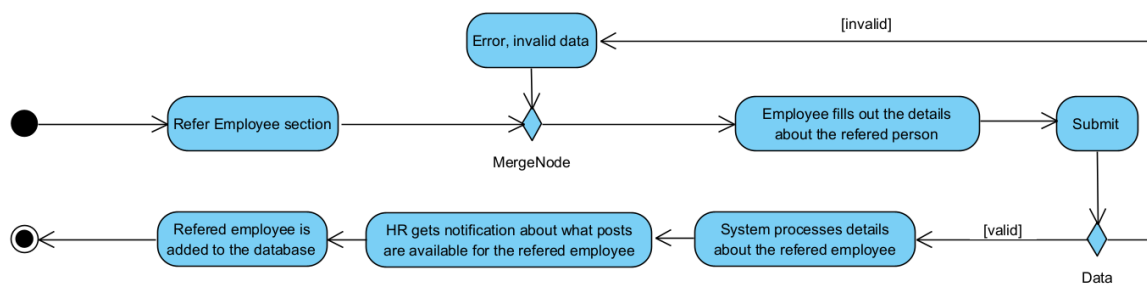 [invalid]
Error, invalid data
Refer Employee section
MergeNode
Employee fills out the details
about the refered person
Submit
Refered employee is
added to the database
HR gets notification about what posts
are available for the refered employee
System processes details
about the refered employee
[valid]
Data